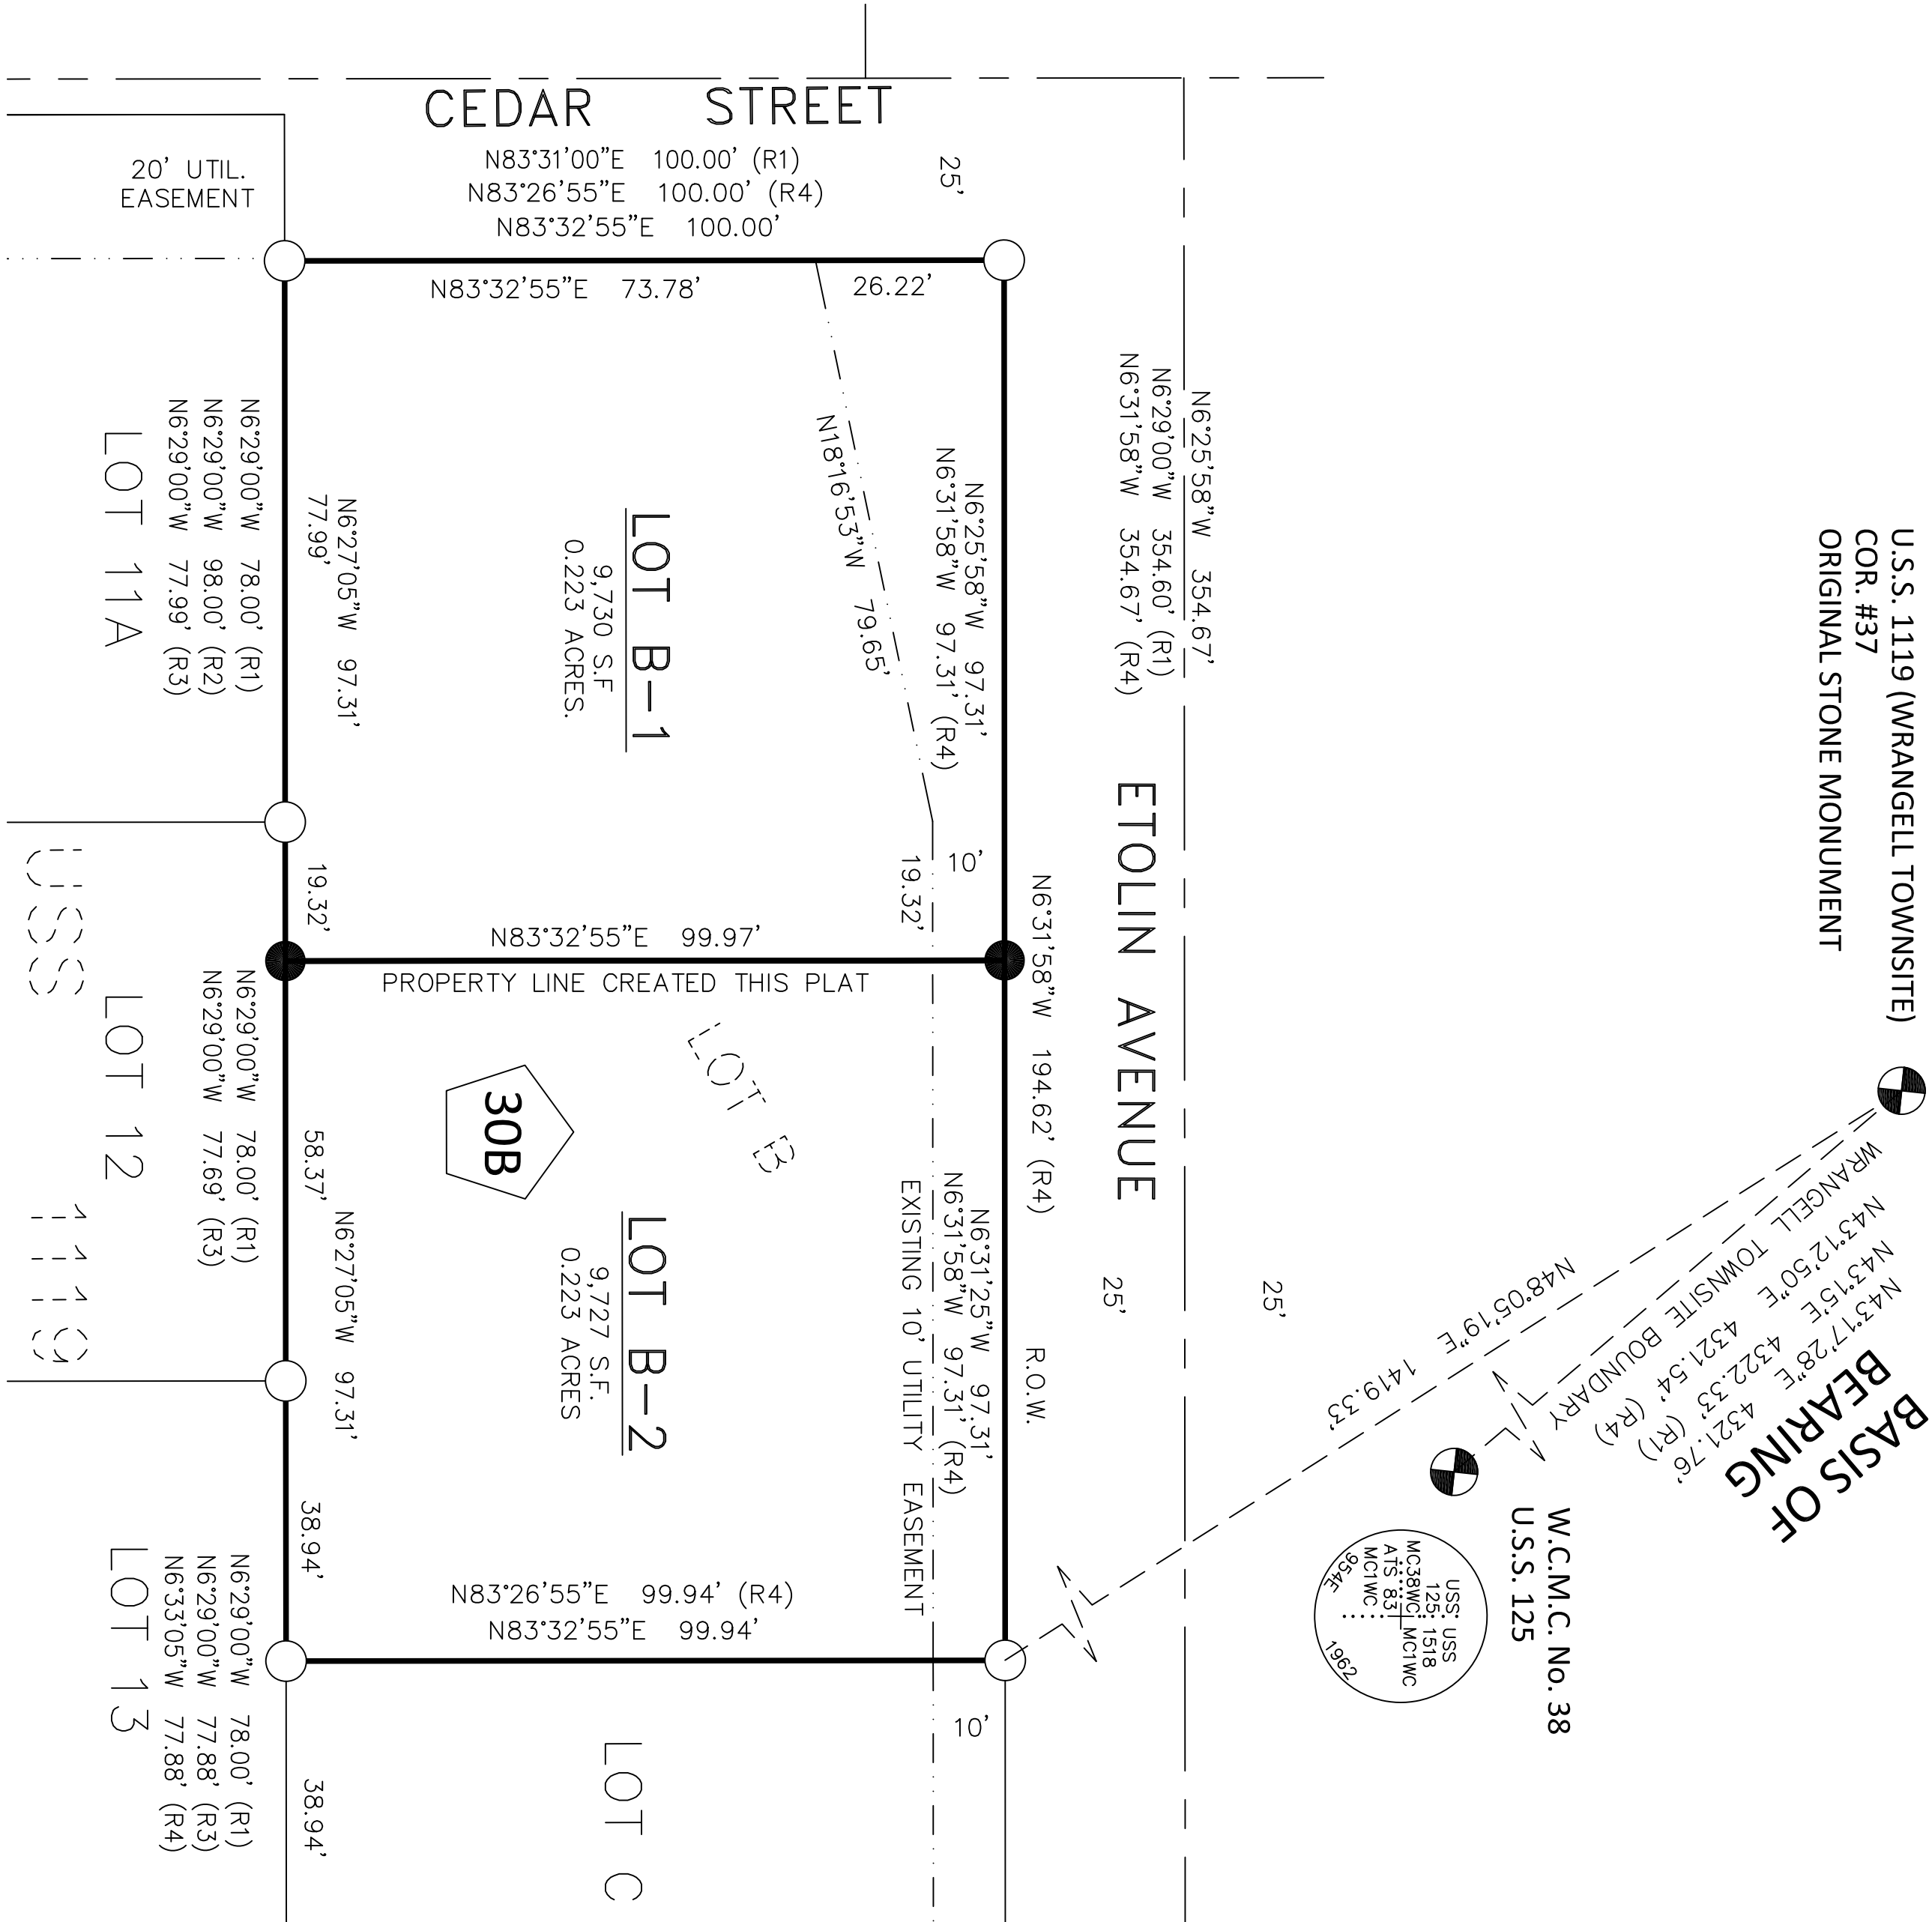 CEDAR STREET
N83°31'00"E 100.00' (R1)
N83°26'55"E 100.00' (R4)
N83°32'55"E 100.00'
25'
20' UTIL.
EASEMENT
N83°32'55"E 73.78'
26.22'
N18°16'53"W 79.65'
N6°25'58"W 97.31'
N6°31'58"W 97.31' (R4)
N6°25'58"W 354.67'
N6°29'00"W 354.60' (R1)
N6°31'58"W 354.67' (R4)
ETOLIN AVENUE
U.S.S. 1119 (WRANGELL TOWNSITE)
COR. #37
ORIGINAL STONE MONUMENT
LOT B-1
9,730 S.F
0.223 ACRES.
N6°27'05"W 97.31'
77.99'
N6°29'00"W 78.00' (R1)
N6°29'00"W 98.00' (R2)
N6°29'00"W 77.99' (R3)
LOT 11A
19.32'
19.32'
10'
N83°32'55"E 99.97'
PROPERTY LINE CREATED THIS PLAT
N6°31'58"W 194.62' (R4)
R.O.W.
25'
25'
USS 1119
LOT 12
N6°29'00"W 78.00' (R1)
N6°29'00"W 77.69' (R3)
58.37'
LOT B
30B
LOT B-2
9,727 S.F.
0.223 ACRES
N6°27'05"W 97.31'
N6°31'25"W 97.31'
N6°31'58"W 97.31' (R4)
EXISTING 10' UTILITY EASEMENT
WRANGELL TOWNSITE BOUNDARY
N43°12'50"E 4321.54' (R4)
N43°15'E 4322.33' (R1)
N43°17'28"E 4321.76'
BASIS OF
BEARING
N48°05'19"E 1419.33'
W.C.M.C. No. 38
U.S.S. 125
USS USS
125 1518
MC38WC MC1WC
ATS 83
MC1WC
954E
1962
38.94'
N83°26'55"E 99.94' (R4)
N83°32'55"E 99.94'
10'
LOT 13
N6°29'00"W 78.00' (R1)
N6°29'00"W 77.88' (R3)
N6°33'05"W 77.88' (R4)
38.94'
LOT C